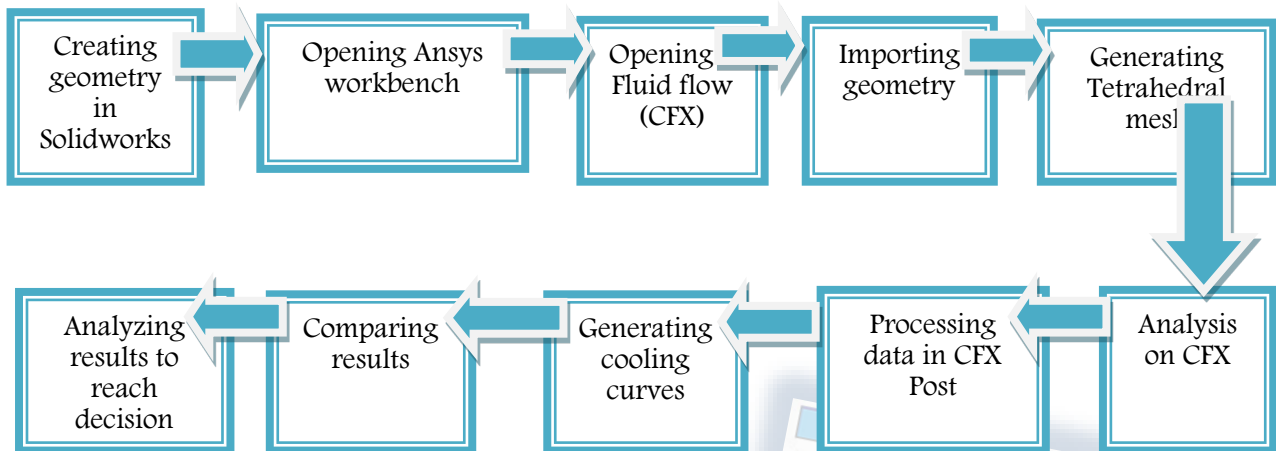 Creating
geometry
in
Solidworks
Opening Ansys
workbench
Opening
Fluid flow
(CFX)
Importing
geometry
Generating
Tetrahedral
mesh
Analysis
on CFX
Processing
data in CFX
Post
Generating
cooling
curves
Comparing
results
Analyzing
results to
reach
decision